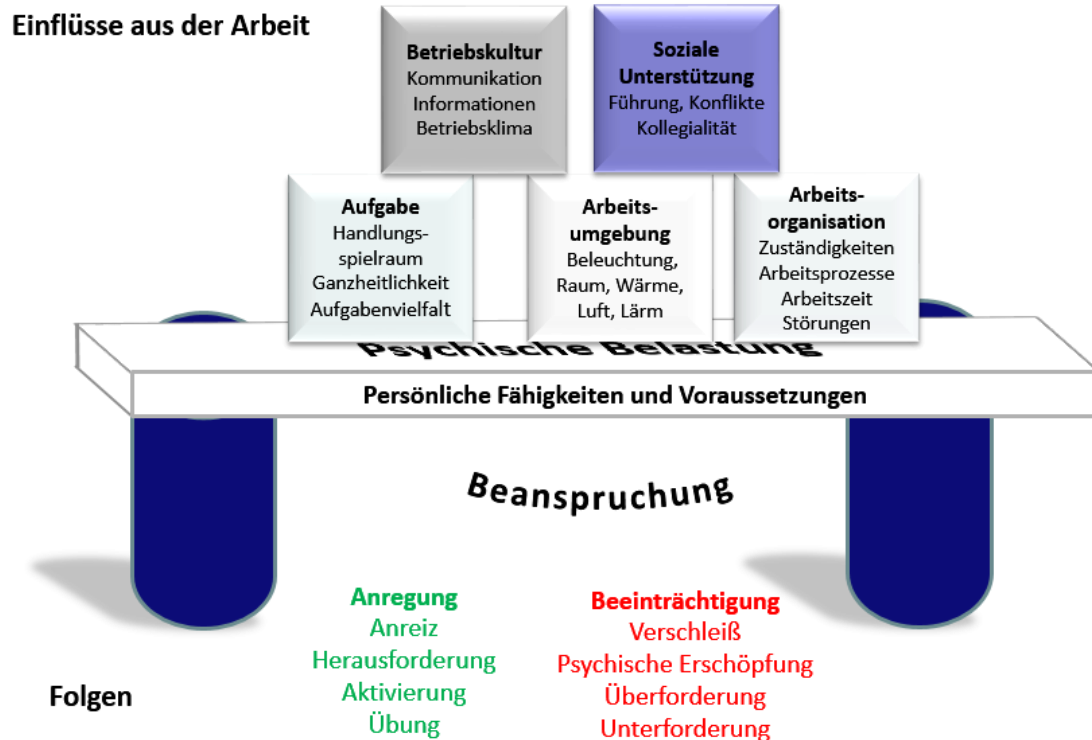 Einflüsse aus der Arbeit
Betriebskultur
Kommunikation
Informationen
Betriebsklima
Soziale
Unterstützung
Führung, Konflikte
Kollegialität
Aufgabe
Handlungs-
spielraum
Ganzheitlichkeit
Aufgabenvielfalt
Arbeits-
umgebung
Beleuchtung,
Raum, Wärme,
Luft, Lärm
Arbeits-
organisation
Zuständigkeiten
Arbeitsprozesse
Arbeitszeit
Störungen
Psychische Belastung
Persönliche Fähigkeiten und Voraussetzungen
Beanspruchung
Anregung
Anreiz
Herausforderung
Aktivierung
Übung
Beeinträchtigung
Verschleiß
Psychische Erschöpfung
Überforderung
Unterforderung
Folgen